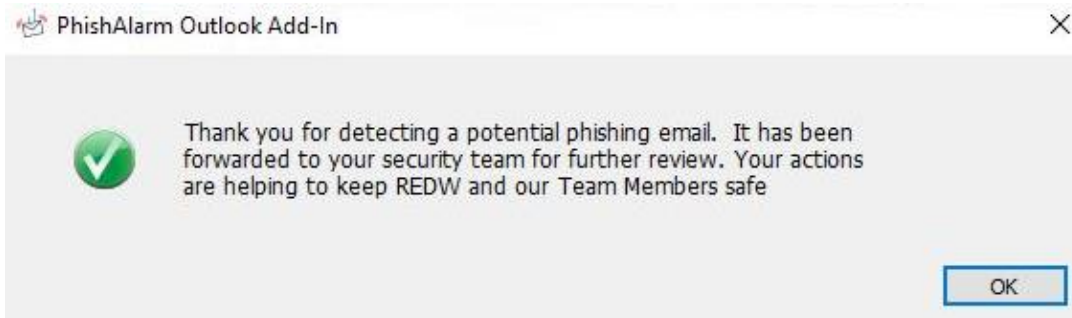 PhishAlarm Outlook Add-In
Thank you for detecting a potential phishing email.  It has been
forwarded to your security team for further review. Your actions
are helping to keep REDW and our Team Members safe
OK